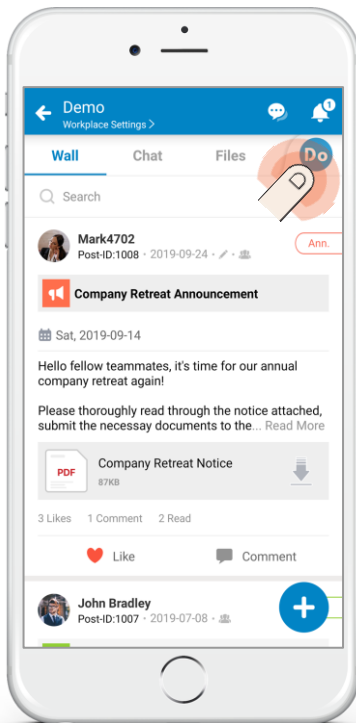 Demo
1
Workplace Settings >
Wall Chat Files Do
Search
Mark4702
Ann.
Post-ID:1008 · 2019-09-24 ·
Company Retreat Announcement
Sat, 2019-09-14
Hello fellow teammates, it's time for our annual
company retreat again!
Please thoroughly read through the notice attached,
submit the necessay documents to the... Read More
PDF
Company Retreat Notice
87KB
3 Likes 1 Comment 2 Read
Like Comment
John Bradley
Post-ID:1007 · 2019-07-08 ·
+